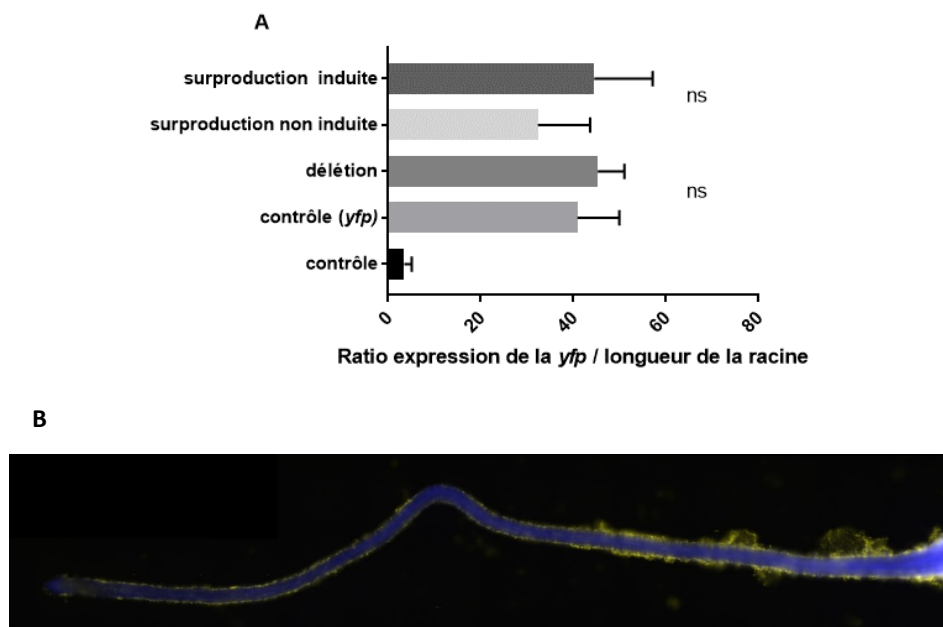 A
surproduction induite
ns
surproduction non induite
délétion
ns
contrôle (yfp)
contrôle
0 20 40 60 80
Ratio expression de la yfp / longueur de la racine
B